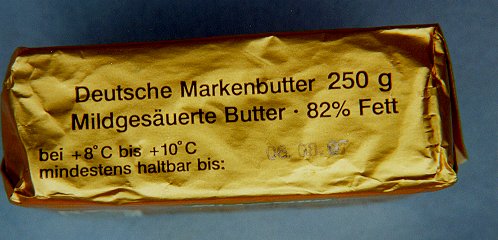 Deutsche Markenbutter 250 g
Mildgesäuerte Butter · 82% Fett
bei +8°C bis +10°C
mindestens haltbar bis: